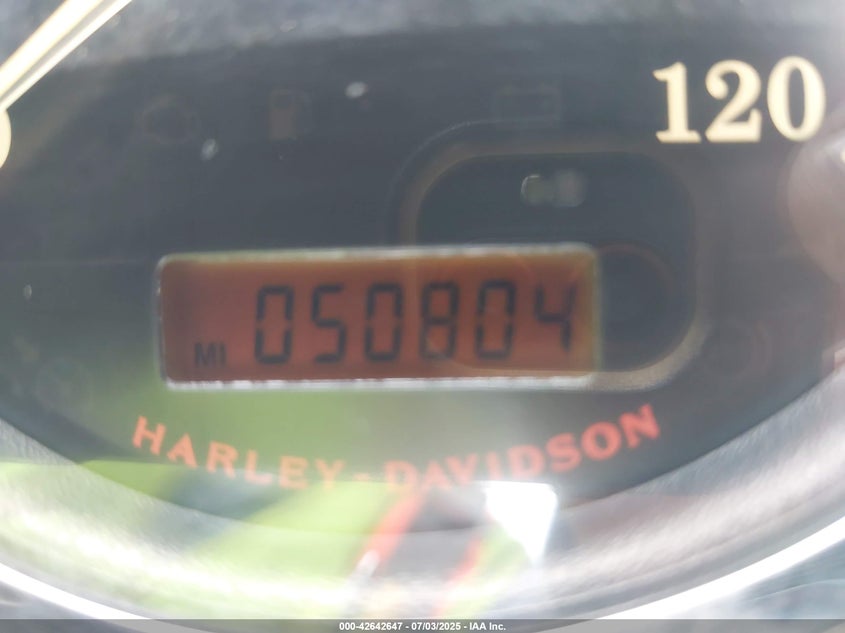 120
MI 050804
HARLEY-DAVIDSON
000-42642647 - 07/03/2025 - IAA Inc.